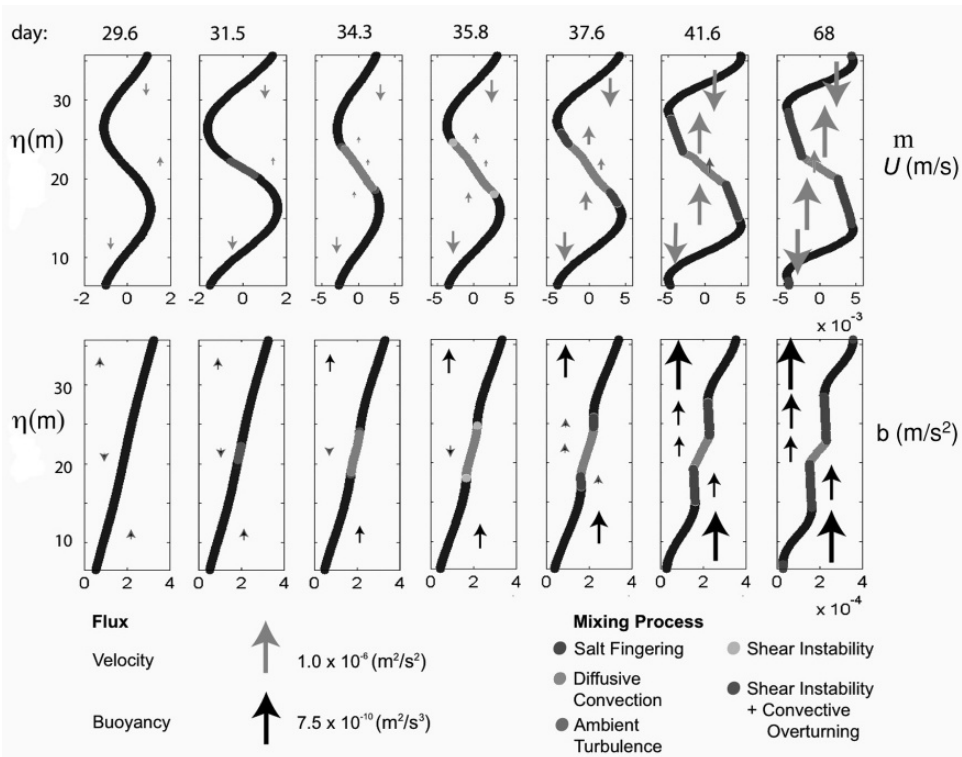 day: 29.6 31.5 34.3 35.8 37.6 41.6 68
η(m) 30 20 10
m
U (m/s)
-2 0 2 -2 0 2 -5 0 5 -5 0 5 -5 0 5 -5 0 5 -5 0 5
x 10⁻³
η(m) 30 20 10
b (m/s²)
0 2 4 0 2 4 0 2 4 0 2 4 0 2 4 0 2 4 0 2 4
x 10⁻⁴
Flux
Velocity 1.0 x 10⁻⁶ (m²/s²)
Buoyancy 7.5 x 10⁻¹⁰ (m²/s³)
Mixing Process
Salt Fingering
Diffusive
Convection
Ambient
Turbulence
Shear Instability
Shear Instability
+ Convective
Overturning